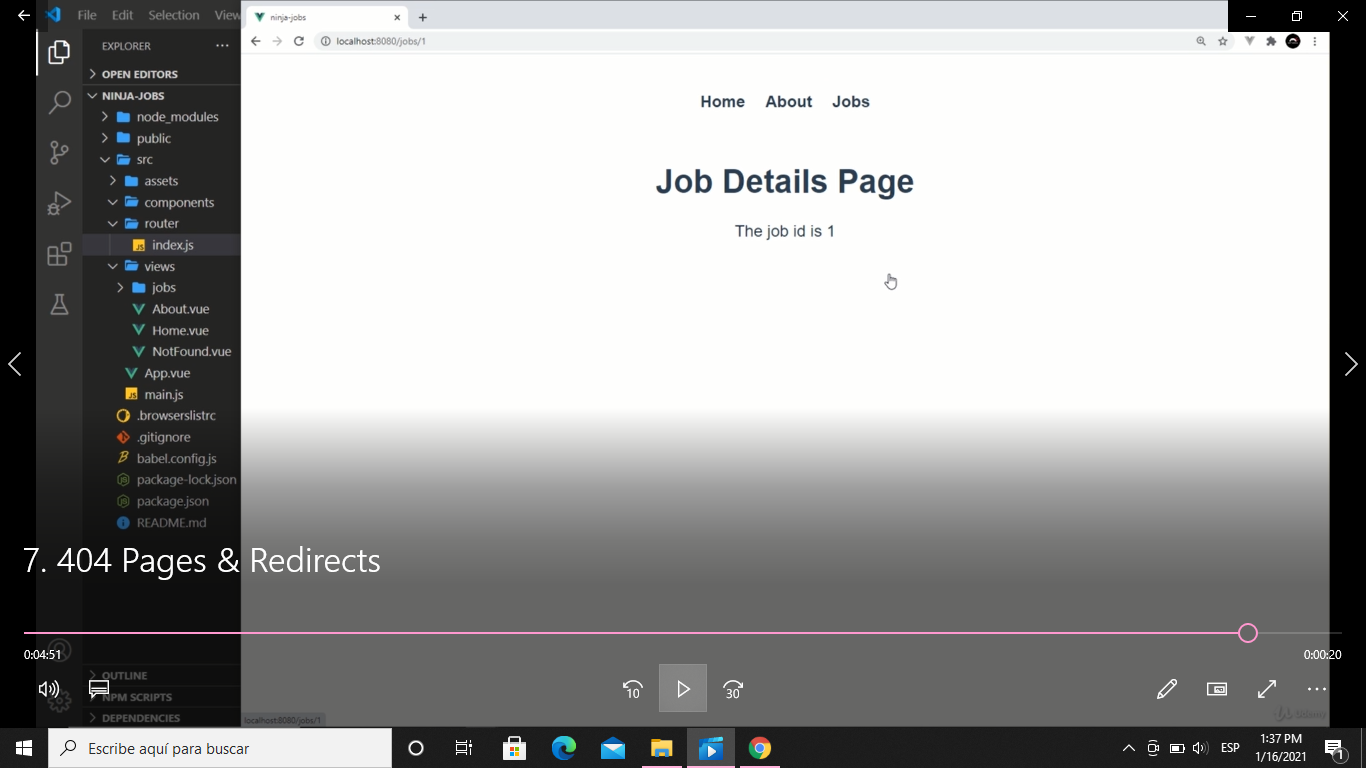 File Edit Selection View
ninja-jobs
localhost:8080/jobs/1
EXPLORER
OPEN EDITORS
NINJA-JOBS
node_modules
public
src
assets
components
router
JS index.js
views
jobs
About.vue
Home.vue
NotFound.vue
App.vue
JS main.js
.browserslistrc
.gitignore
babel.config.js
package-lock.json
package.json
README.md
OUTLINE
NPM SCRIPTS
DEPENDENCIES
Home About Jobs
Job Details Page
The job id is 1
7. 404 Pages & Redirects
0:04:51
0:00:20
10
30
localhost:8080/jobs/1
Udemy
Escribe aquí para buscar
ESP
1:37 PM
1/16/2021
1